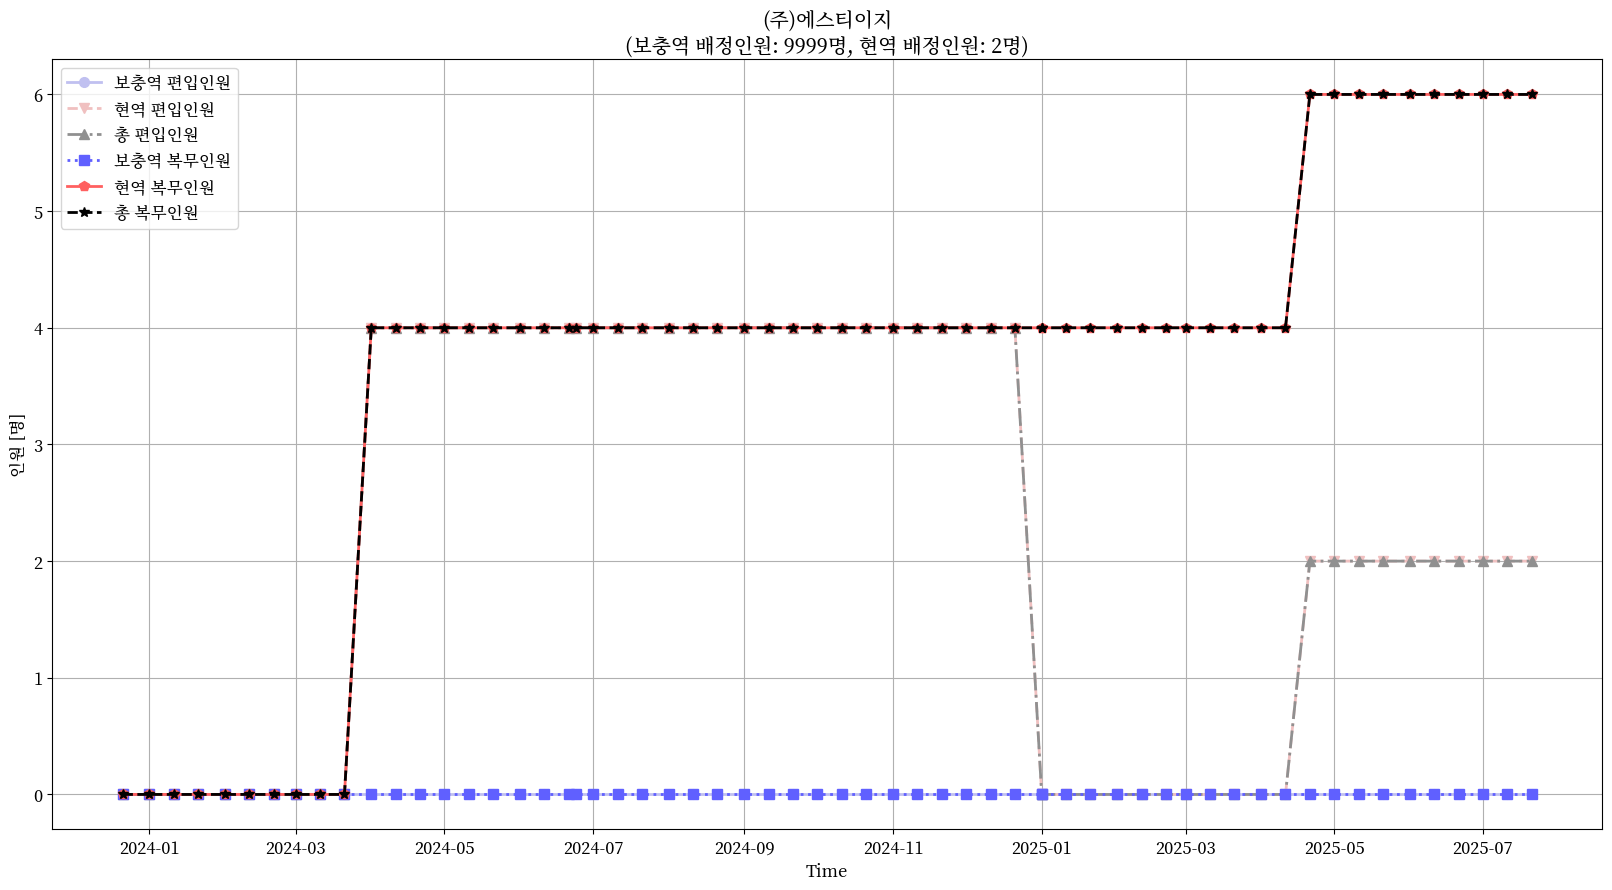 (주)에스티이지
(보충역 배정인원: 9999명, 현역 배정인원: 2명)
보충역 편입인원
현역 편입인원
총 편입인원
보충역 복무인원
현역 복무인원
총 복무인원
인원 [명]
6
5
4
3
2
1
0
2024-01 2024-03 2024-05 2024-07 2024-09 2024-11 2025-01 2025-03 2025-05 2025-07
Time